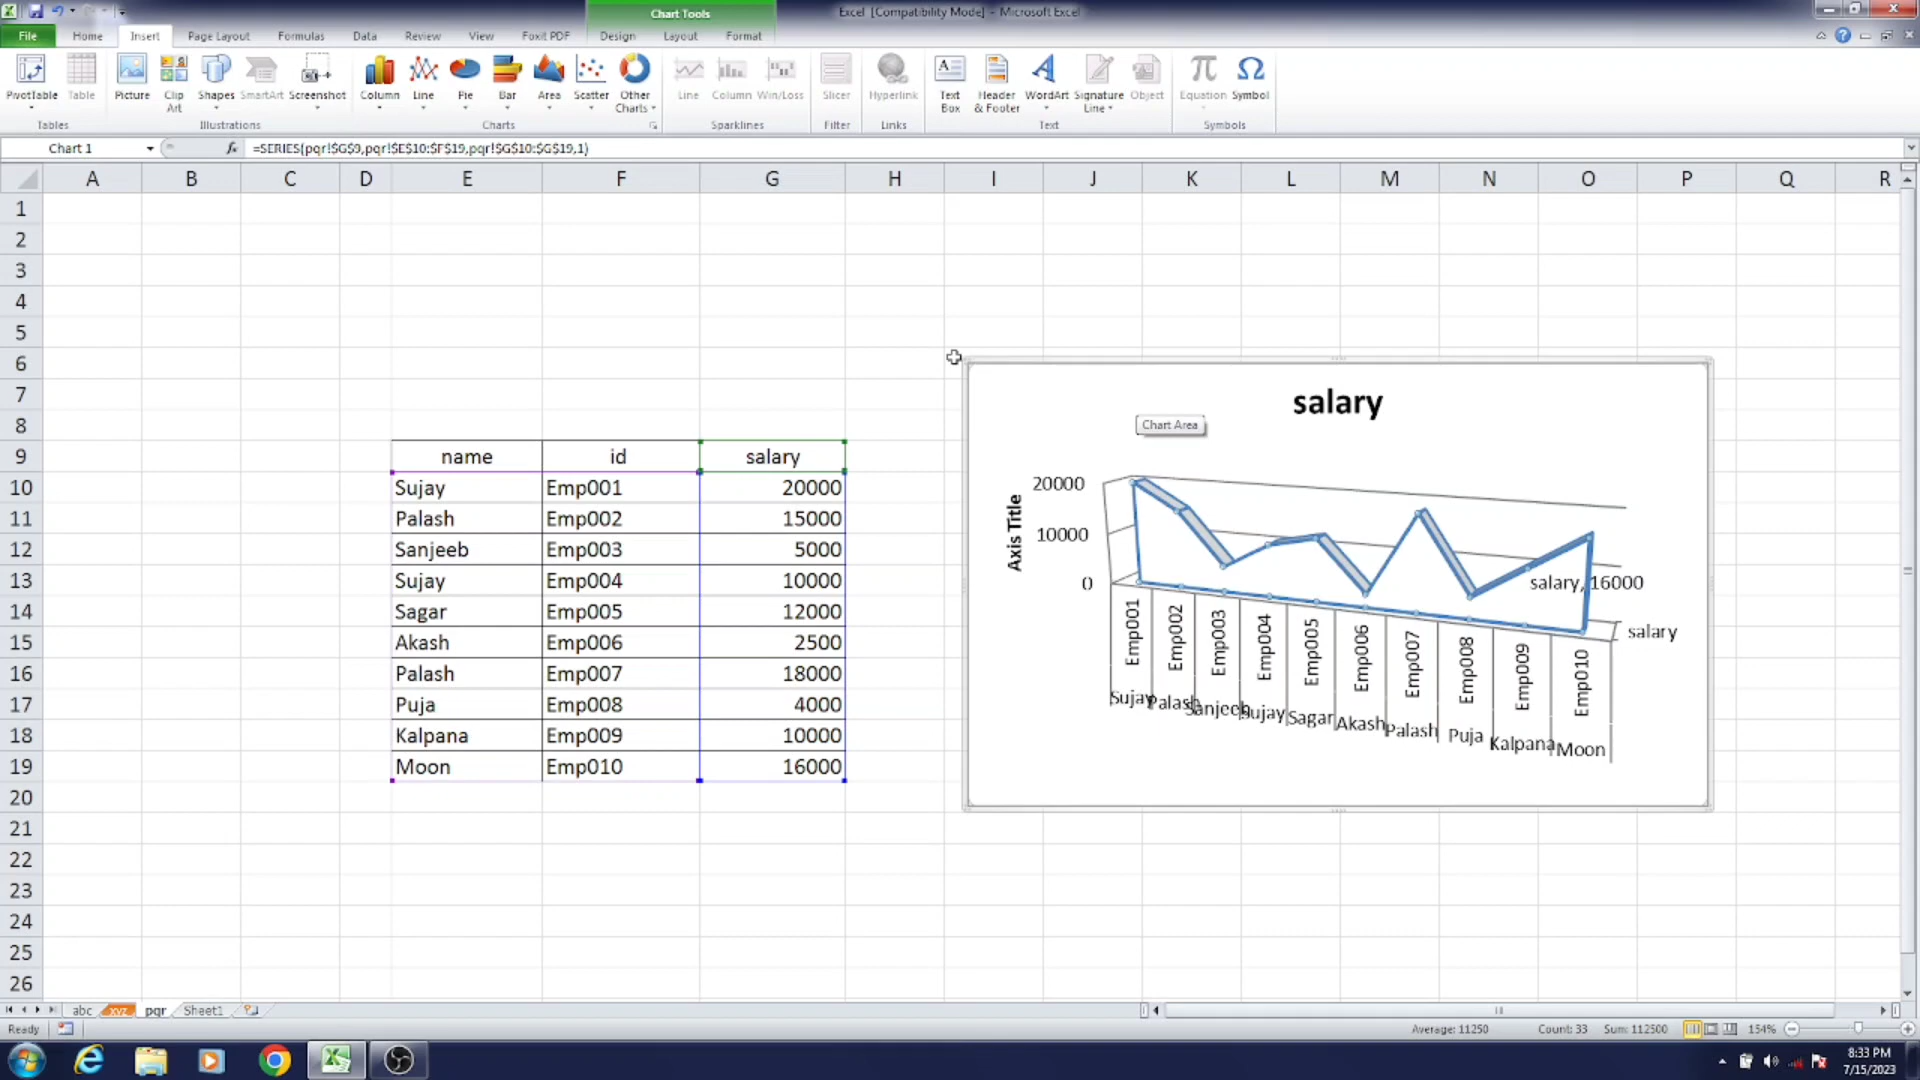 Chart Tools
Excel [Compatibility Mode] - Microsoft Excel
File Home Insert Page Layout Formulas Data Review View Foxit PDF Design Layout Format
PivotTable Table Picture Clip Art Shapes SmartArt Screenshot Column Line Pie Bar Area Scatter Other Charts Line Column Win/Loss Slicer Hyperlink Text Box Header & Footer WordArt Signature Line Object Equation Symbol
Tables Illustrations Charts Sparklines Filter Links Text Symbols
Chart 1 fx =SERIES(pqr!$G$9,pqr!$E$10:$F$19,pqr!$G$10:$G$19,1)
A B C D E F G H I J K L M N O P Q R
1
2
3
4
5
6
7
8
9 name id salary
10 Sujay Emp001 20000
11 Palash Emp002 15000
12 Sanjeeb Emp003 5000
13 Sujay Emp004 10000
14 Sagar Emp005 12000
15 Akash Emp006 2500
16 Palash Emp007 18000
17 Puja Emp008 4000
18 Kalpana Emp009 10000
19 Moon Emp010 16000
20
21
22
23
24
25
26
salary
Chart Area
20000
10000
0
Axis Title
salary, 16000
salary
Emp001 Emp002 Emp003 Emp004 Emp005 Emp006 Emp007 Emp008 Emp009 Emp010
Sujay Palash Sanjeeb Sujay Sagar Akash Palash Puja Kalpana Moon
abc xyz pqr Sheet1
Ready Average: 11250 Count: 33 Sum: 112500 154%
8:33 PM
7/15/2023